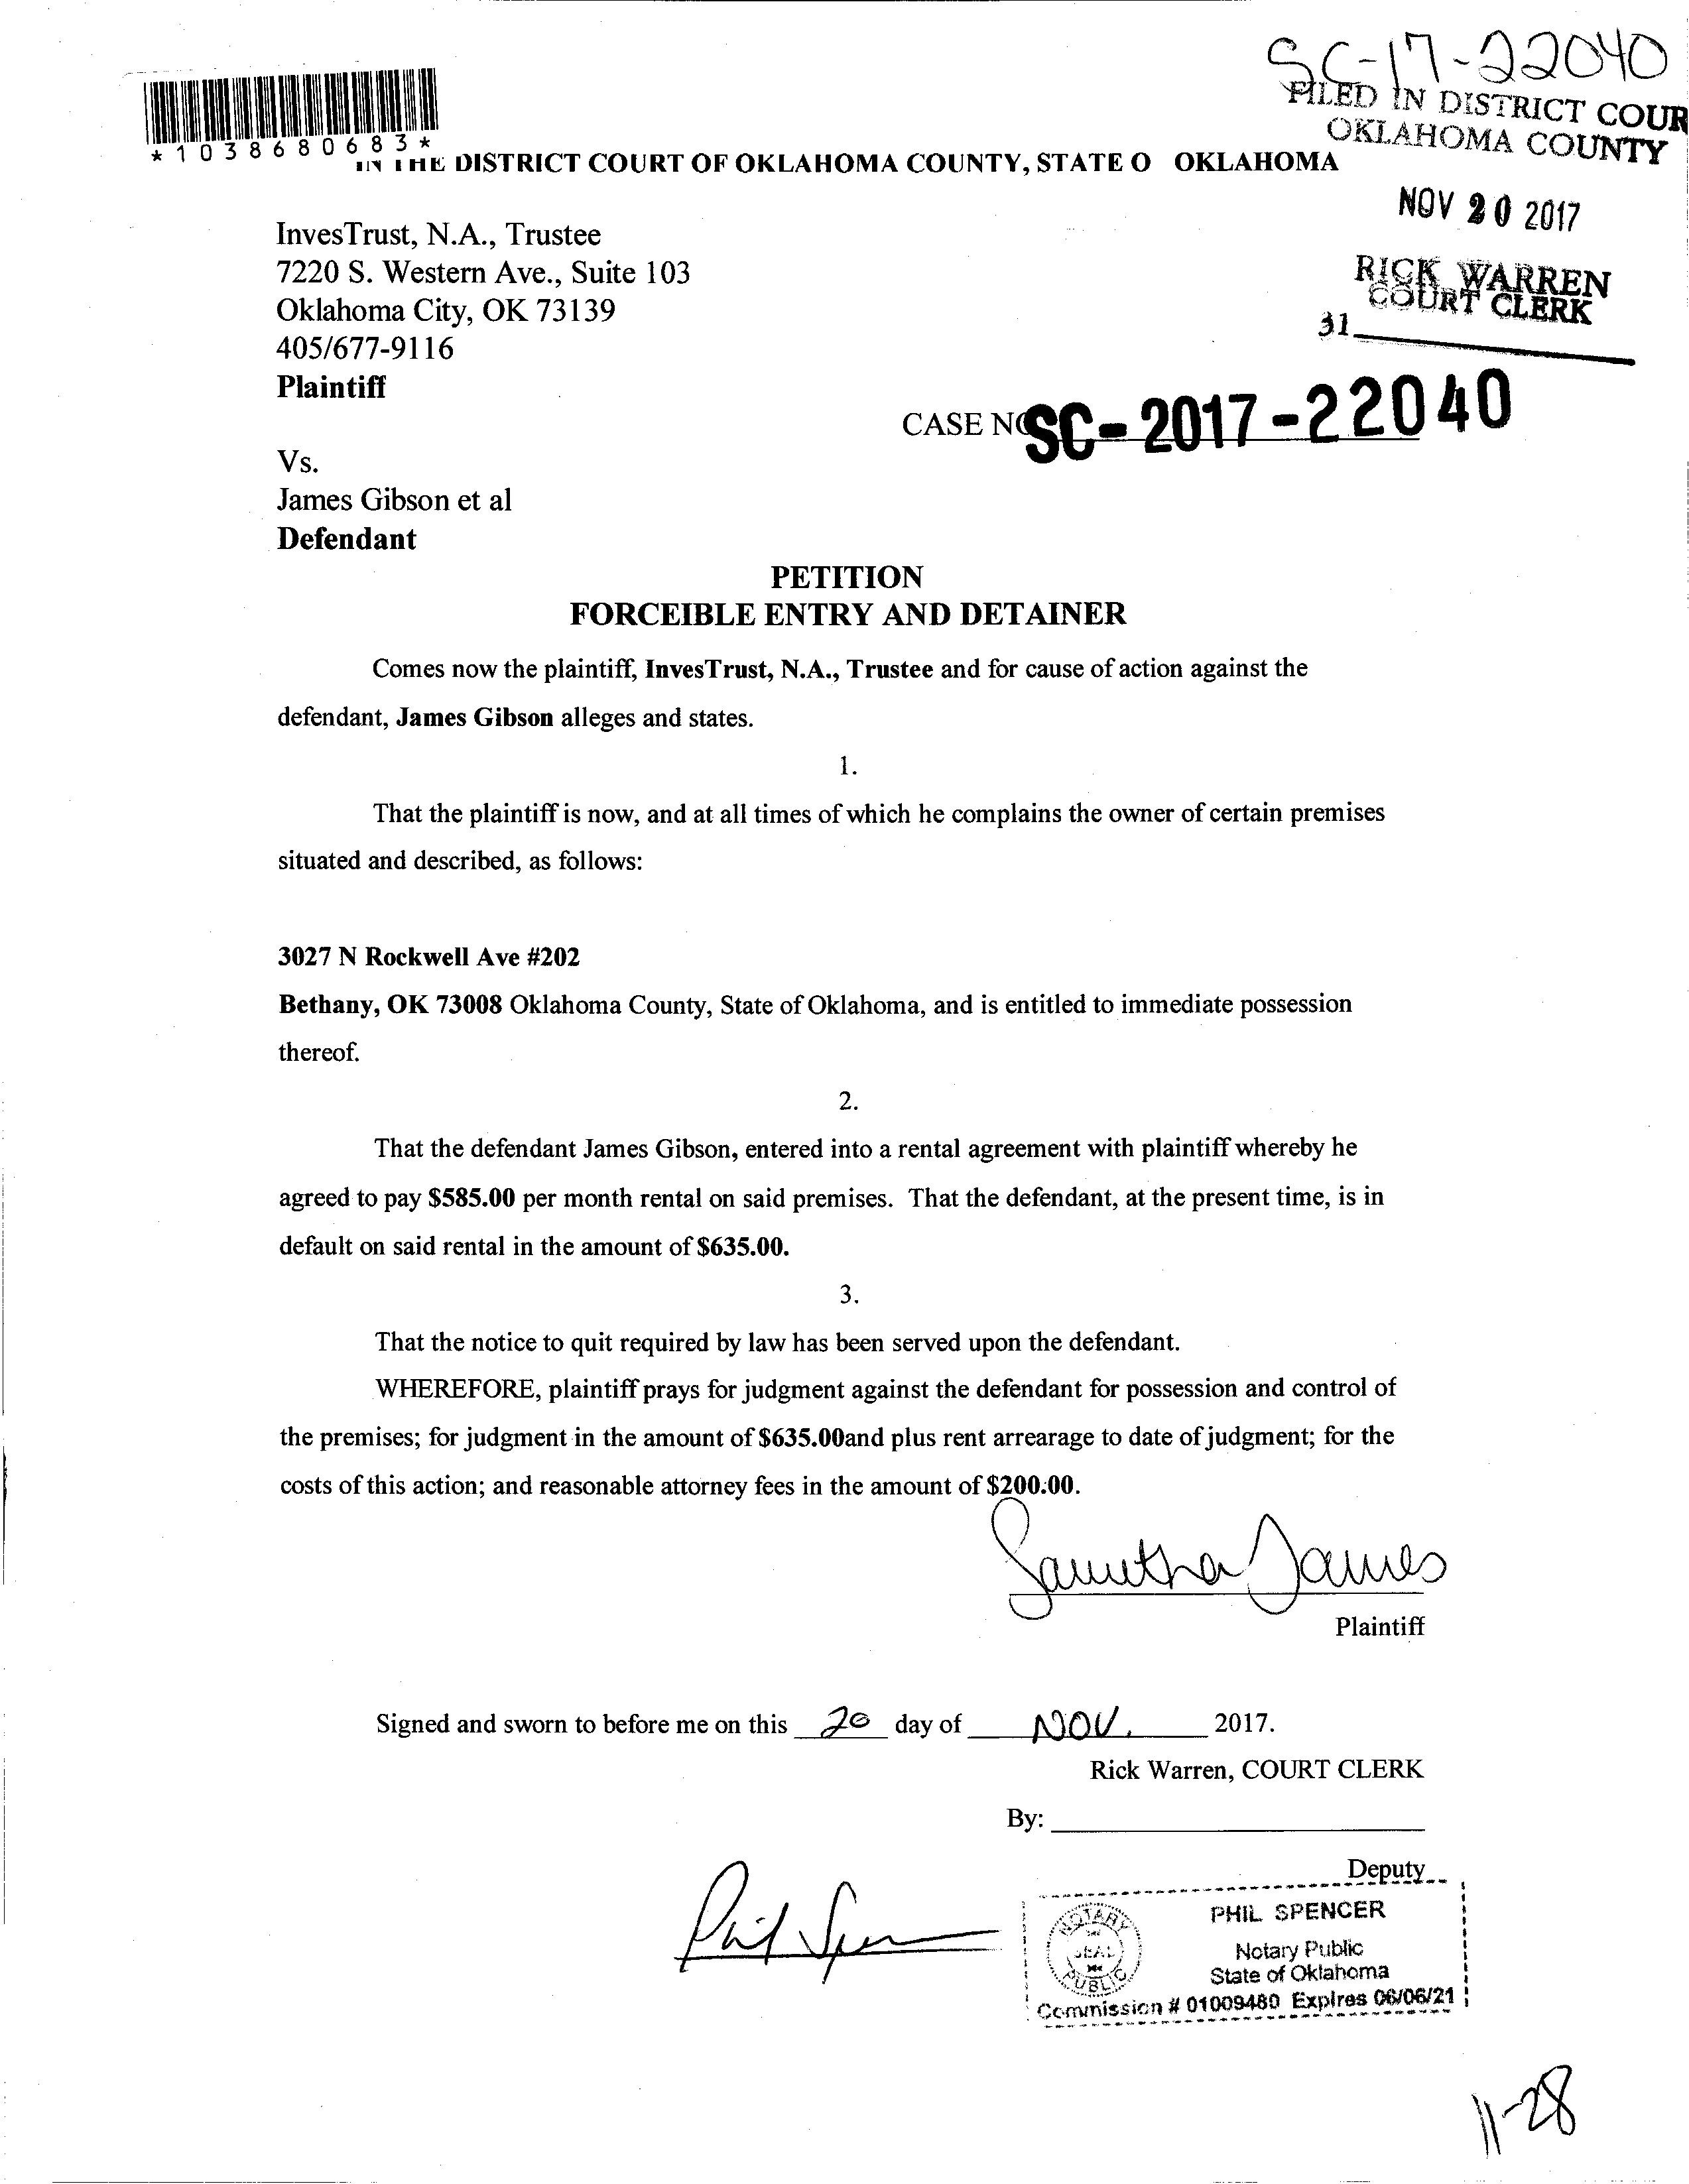 SC-17-22040
FILED IN DISTRICT COUR
OKLAHOMA COUNTY
*1038680683*
IN THE DISTRICT COURT OF OKLAHOMA COUNTY, STATE O OKLAHOMA
NOV 20 2017
RICK WARREN
COURT CLERK
31
InvesTrust, N.A., Trustee
7220 S. Western Ave., Suite 103
Oklahoma City, OK 73139
405/677-9116
Plaintiff
CASE NO SC-2017-22040
Vs.
James Gibson et al
Defendant
PETITION
FORCEIBLE ENTRY AND DETAINER
Comes now the plaintiff, InvesTrust, N.A., Trustee and for cause of action against the
defendant, James Gibson alleges and states.
1.
That the plaintiff is now, and at all times of which he complains the owner of certain premises
situated and described, as follows:
3027 N Rockwell Ave #202
Bethany, OK 73008 Oklahoma County, State of Oklahoma, and is entitled to immediate possession
thereof.
2.
That the defendant James Gibson, entered into a rental agreement with plaintiff whereby he
agreed to pay $585.00 per month rental on said premises. That the defendant, at the present time, is in
default on said rental in the amount of $635.00.
3.
That the notice to quit required by law has been served upon the defendant.
WHEREFORE, plaintiff prays for judgment against the defendant for possession and control of
the premises; for judgment in the amount of $635.00and plus rent arrearage to date of judgment; for the
costs of this action; and reasonable attorney fees in the amount of $200.00.
Samutha James
Plaintiff
Signed and sworn to before me on this 20 day of NOV. 2017.
Rick Warren, COURT CLERK
By:
Deputy
Phil Spencer
PHIL SPENCER
NOTARY SEAL PUBLIC
Notary Public
State of Oklahoma
Commission # 01009480 Expires 06/06/21
11-28